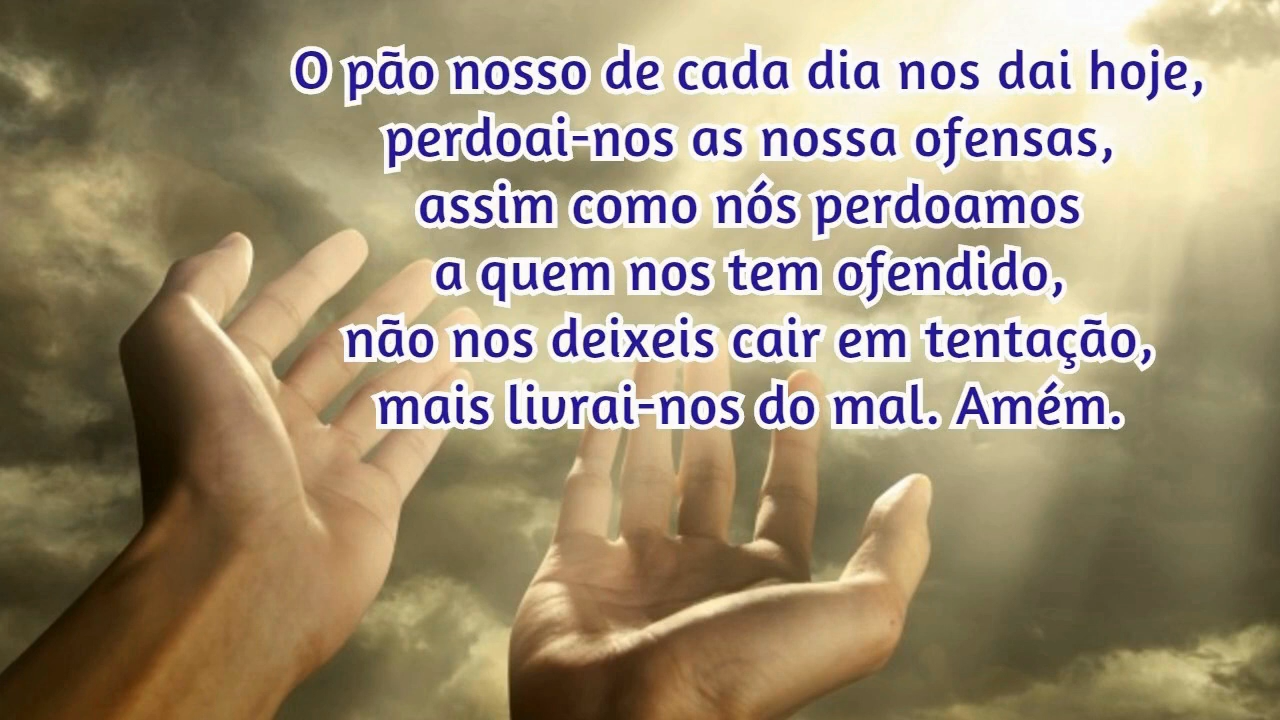 O pão nosso de cada dia nos dai hoje,
perdoai-nos as nossa ofensas,
assim como nós perdoamos
a quem nos tem ofendido,
não nos deixeis cair em tentação,
mais livrai-nos do mal. Amém.